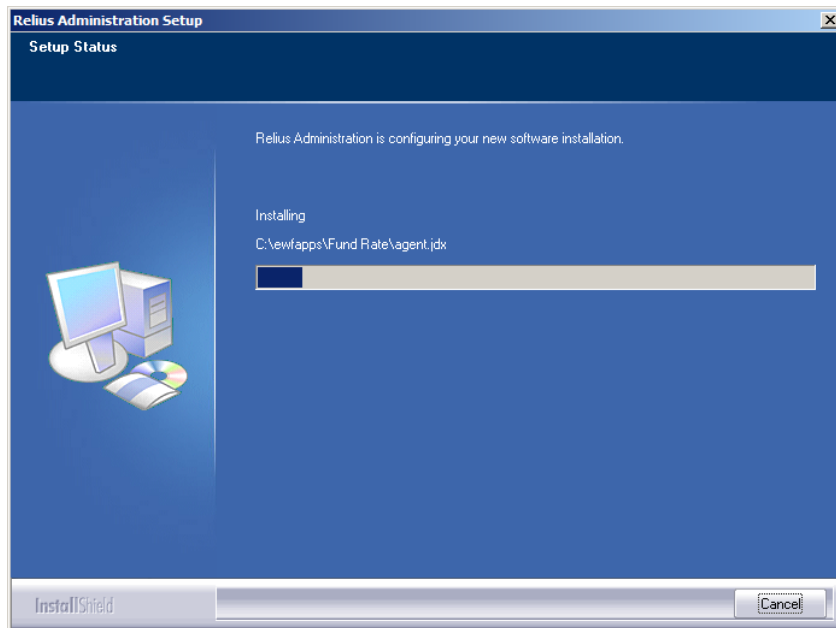 Relius Administration Setup
Setup Status
Relius Administration is configuring your new software installation.
Installing
C:\ewfapps\Fund Rate\agent.jdx
InstallShield
Cancel